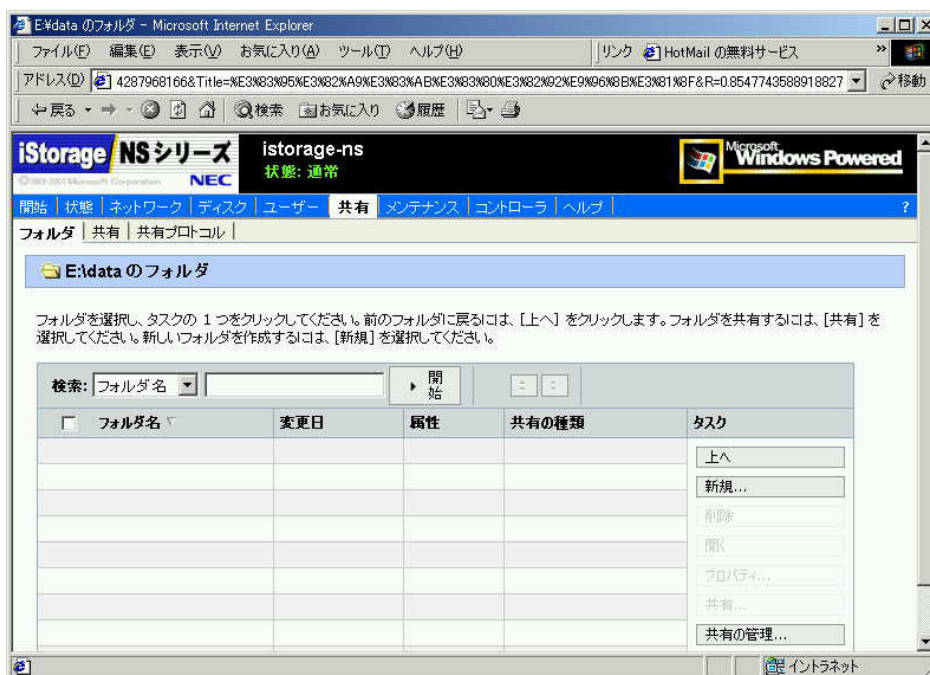 E:¥data のフォルダ - Microsoft Internet Explorer
ファイル(F) 編集(E) 表示(V) お気に入り(A) ツール(T) ヘルプ(H) リンク HotMail の無料サービス »
アドレス(D) 4287968166&Title=%E3%83%95%E3%82%A9%E3%83%AB%E3%83%80%E3%82%92%E9%96%8B%E3%81%8F&R=0.8547743588918827 移動
戻る 検索 お気に入り 履歴
iStorage NSシリーズ
istorage-ns
状態: 通常
Microsoft
Windows Powered
©1983-2001 Microsoft Corporation NEC
開始 | 状態 | ネットワーク | ディスク | ユーザー | 共有 | メンテナンス | コントローラ | ヘルプ | ?
フォルダ | 共有 | 共有プロトコル |
E:\data のフォルダ
フォルダを選択し、タスクの 1 つをクリックしてください。前のフォルダに戻るには、[上へ] をクリックします。フォルダを共有するには、[共有] を
選択してください。新しいフォルダを作成するには、[新規] を選択してください。
検索: フォルダ名 開始
フォルダ名 変更日 属性 共有の種類 タスク
上へ
新規...
削除
開く
プロパティ...
共有...
共有の管理...
イントラネット